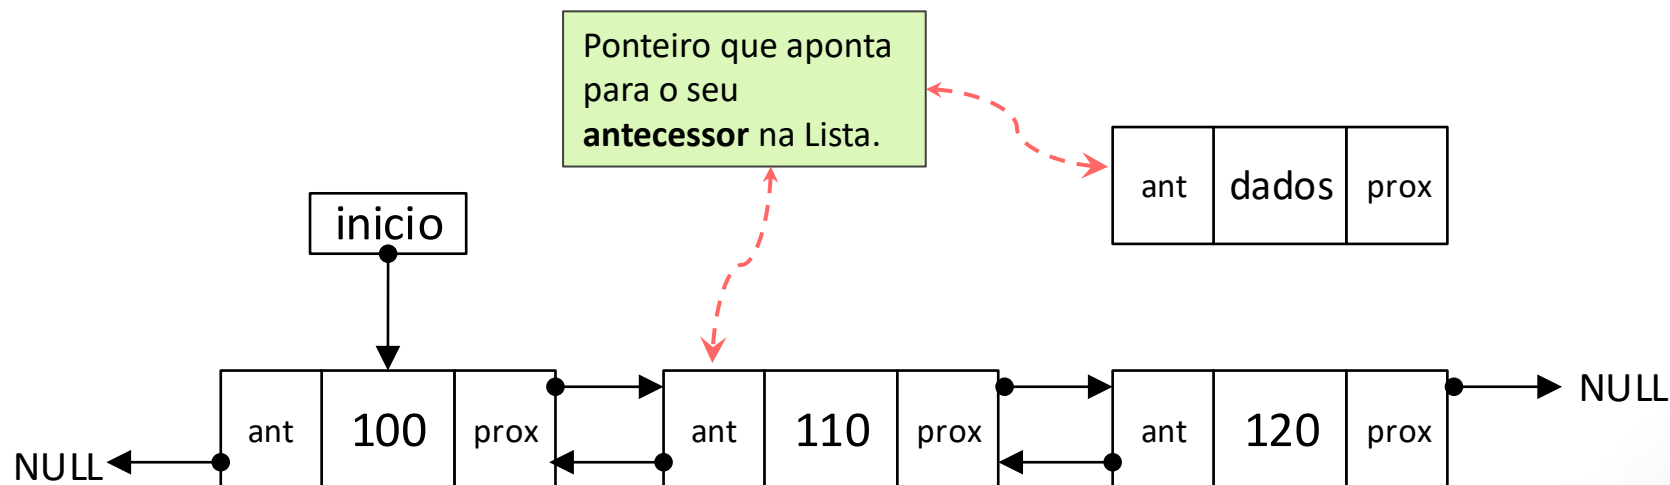 Ponteiro que aponta
para o seu
antecessor na Lista.
ant dados prox
inicio
NULL
ant 100 prox
ant 110 prox
ant 120 prox
NULL